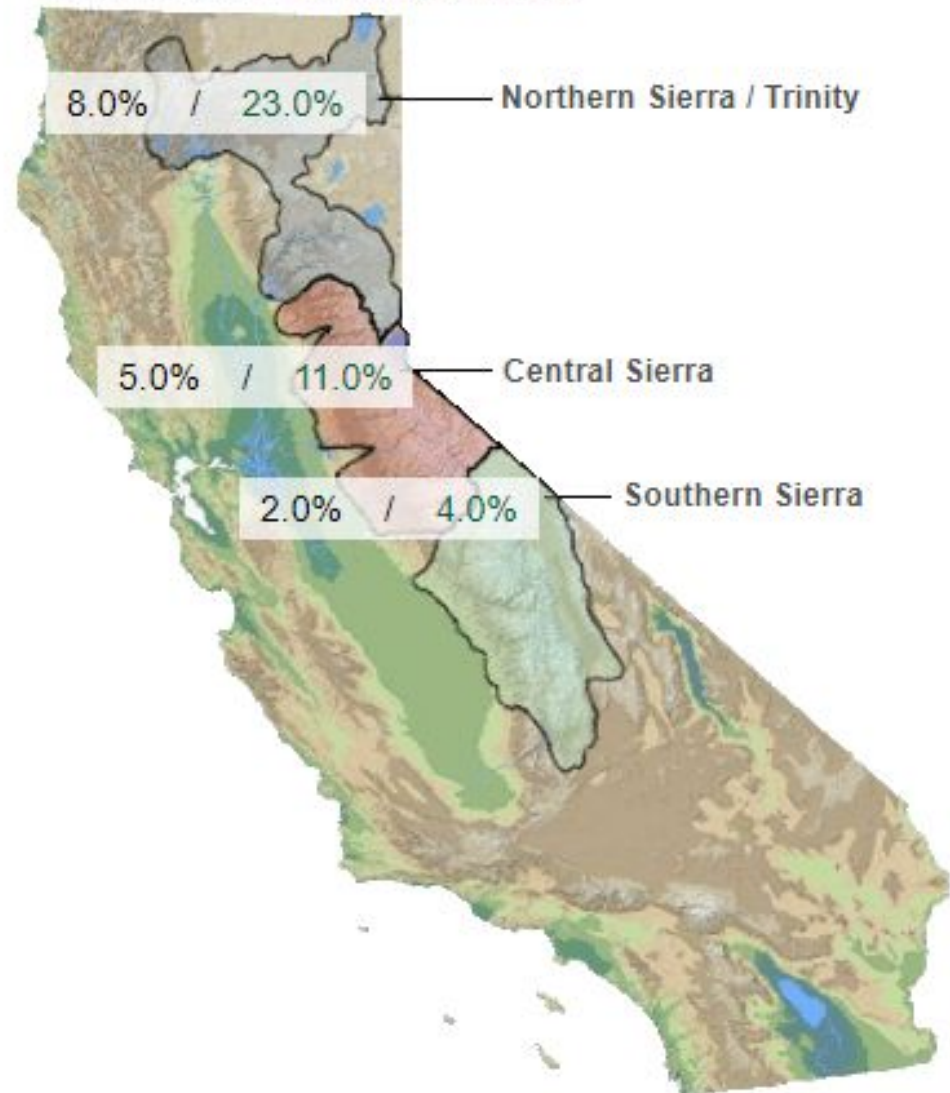 8.0% / 23.0% Northern Sierra / Trinity
5.0% / 11.0% Central Sierra
2.0% / 4.0% Southern Sierra